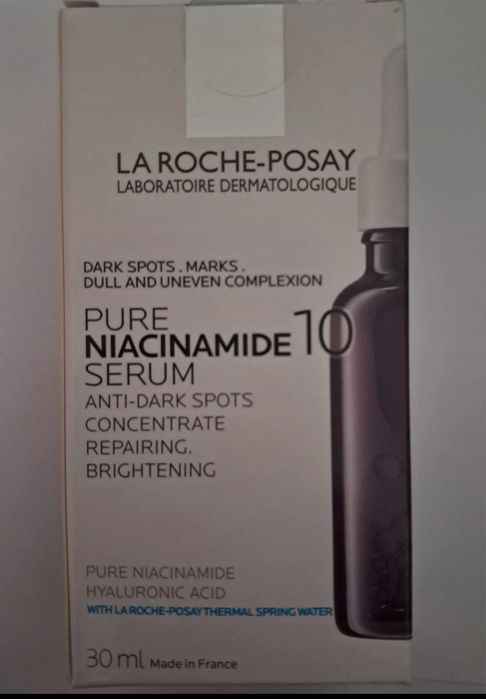 LA ROCHE-POSAY
LABORATOIRE DERMATOLOGIQUE
DARK SPOTS . MARKS .
DULL AND UNEVEN COMPLEXION
PURE
NIACINAMIDE 10
SERUM
ANTI-DARK SPOTS
CONCENTRATE
REPAIRING.
BRIGHTENING
PURE NIACINAMIDE
HYALURONIC ACID
WITH LA ROCHE-POSAY THERMAL SPRING WATER
30 ml Made in France